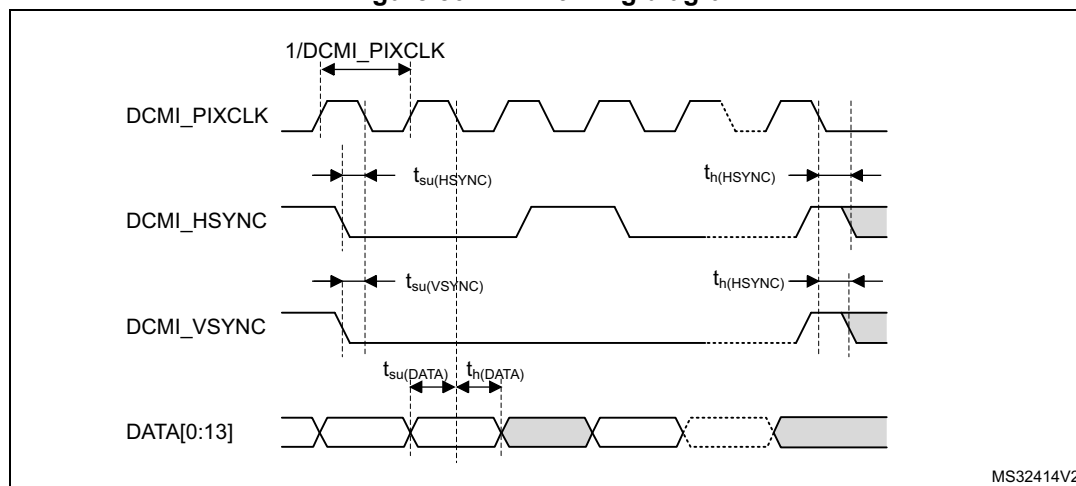 1/DCMI_PIXCLK
DCMI_PIXCLK
tsu(HSYNC) th(HSYNC)
DCMI_HSYNC
tsu(VSYNC) th(HSYNC)
DCMI_VSYNC
tsu(DATA) th(DATA)
DATA[0:13]
MS32414V2